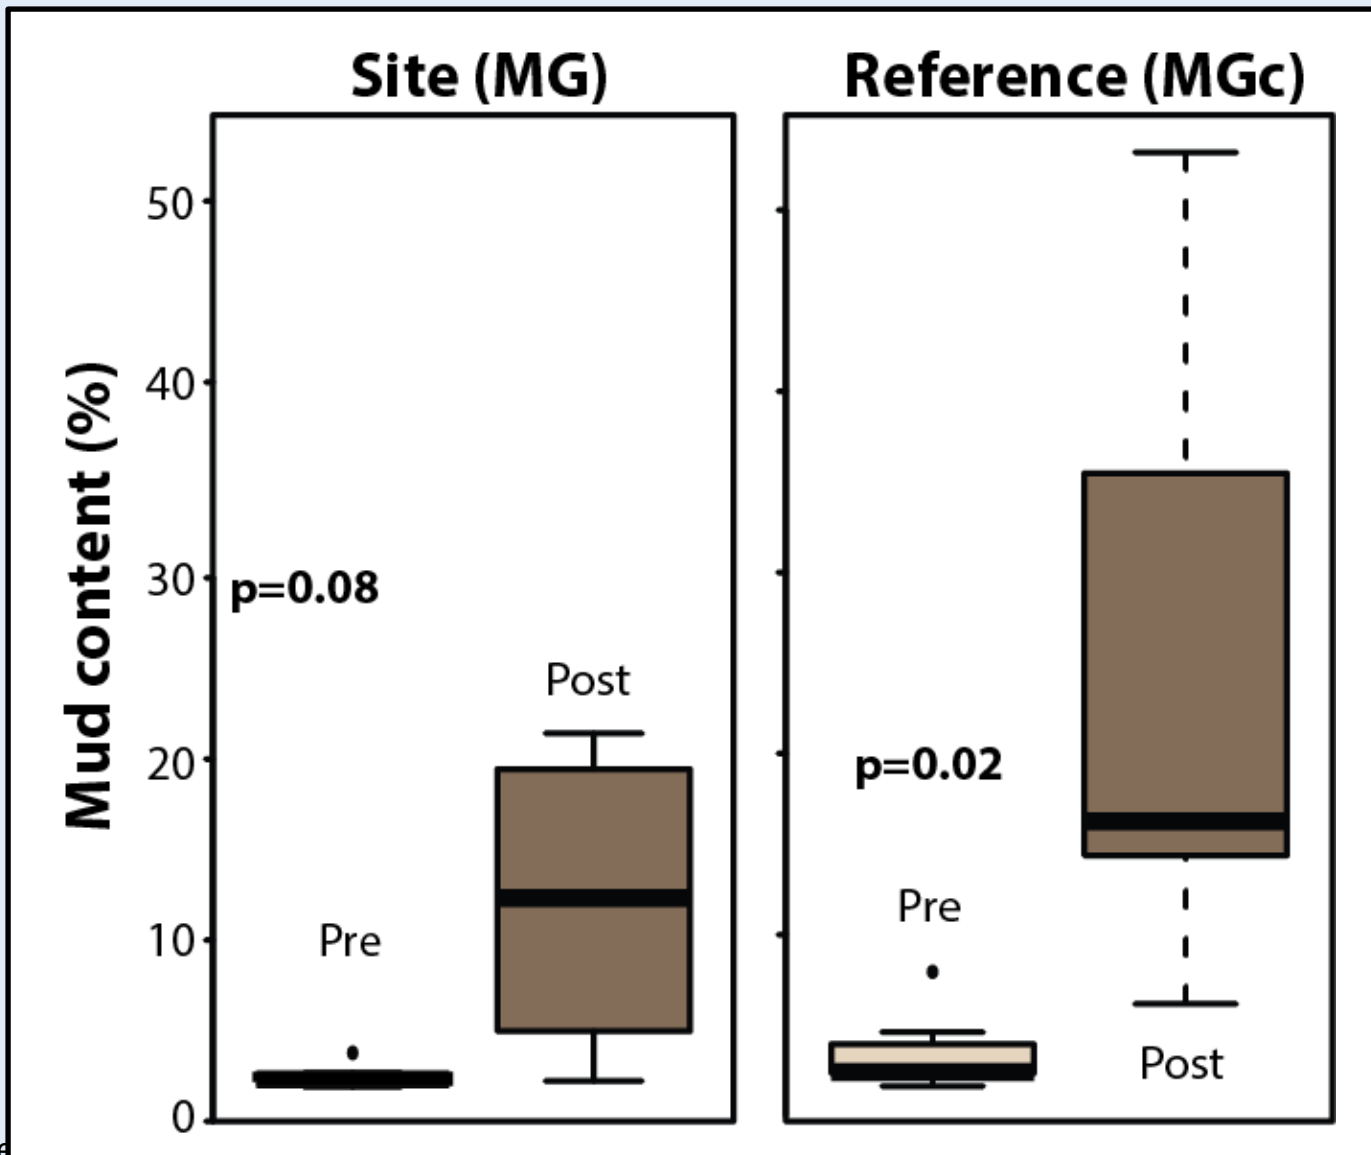 Site (MG)
Reference (MGc)
Mud content (%)
50
40
30
20
10
0
p=0.08
Pre
Post
p=0.02
Pre
Post